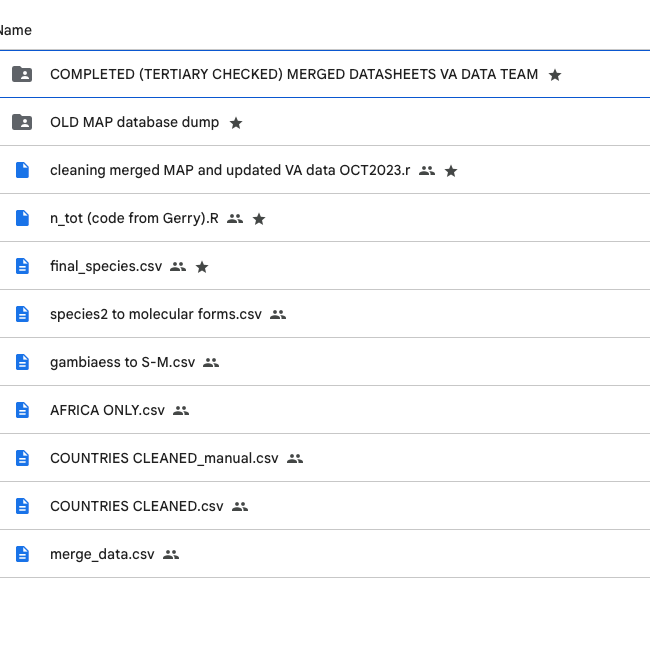 Name
COMPLETED (TERTIARY CHECKED) MERGED DATASHEETS VA DATA TEAM
OLD MAP database dump
cleaning merged MAP and updated VA data OCT2023.r
n_tot (code from Gerry).R
final_species.csv
species2 to molecular forms.csv
gambiaess to S-M.csv
AFRICA ONLY.csv
COUNTRIES CLEANED_manual.csv
COUNTRIES CLEANED.csv
merge_data.csv